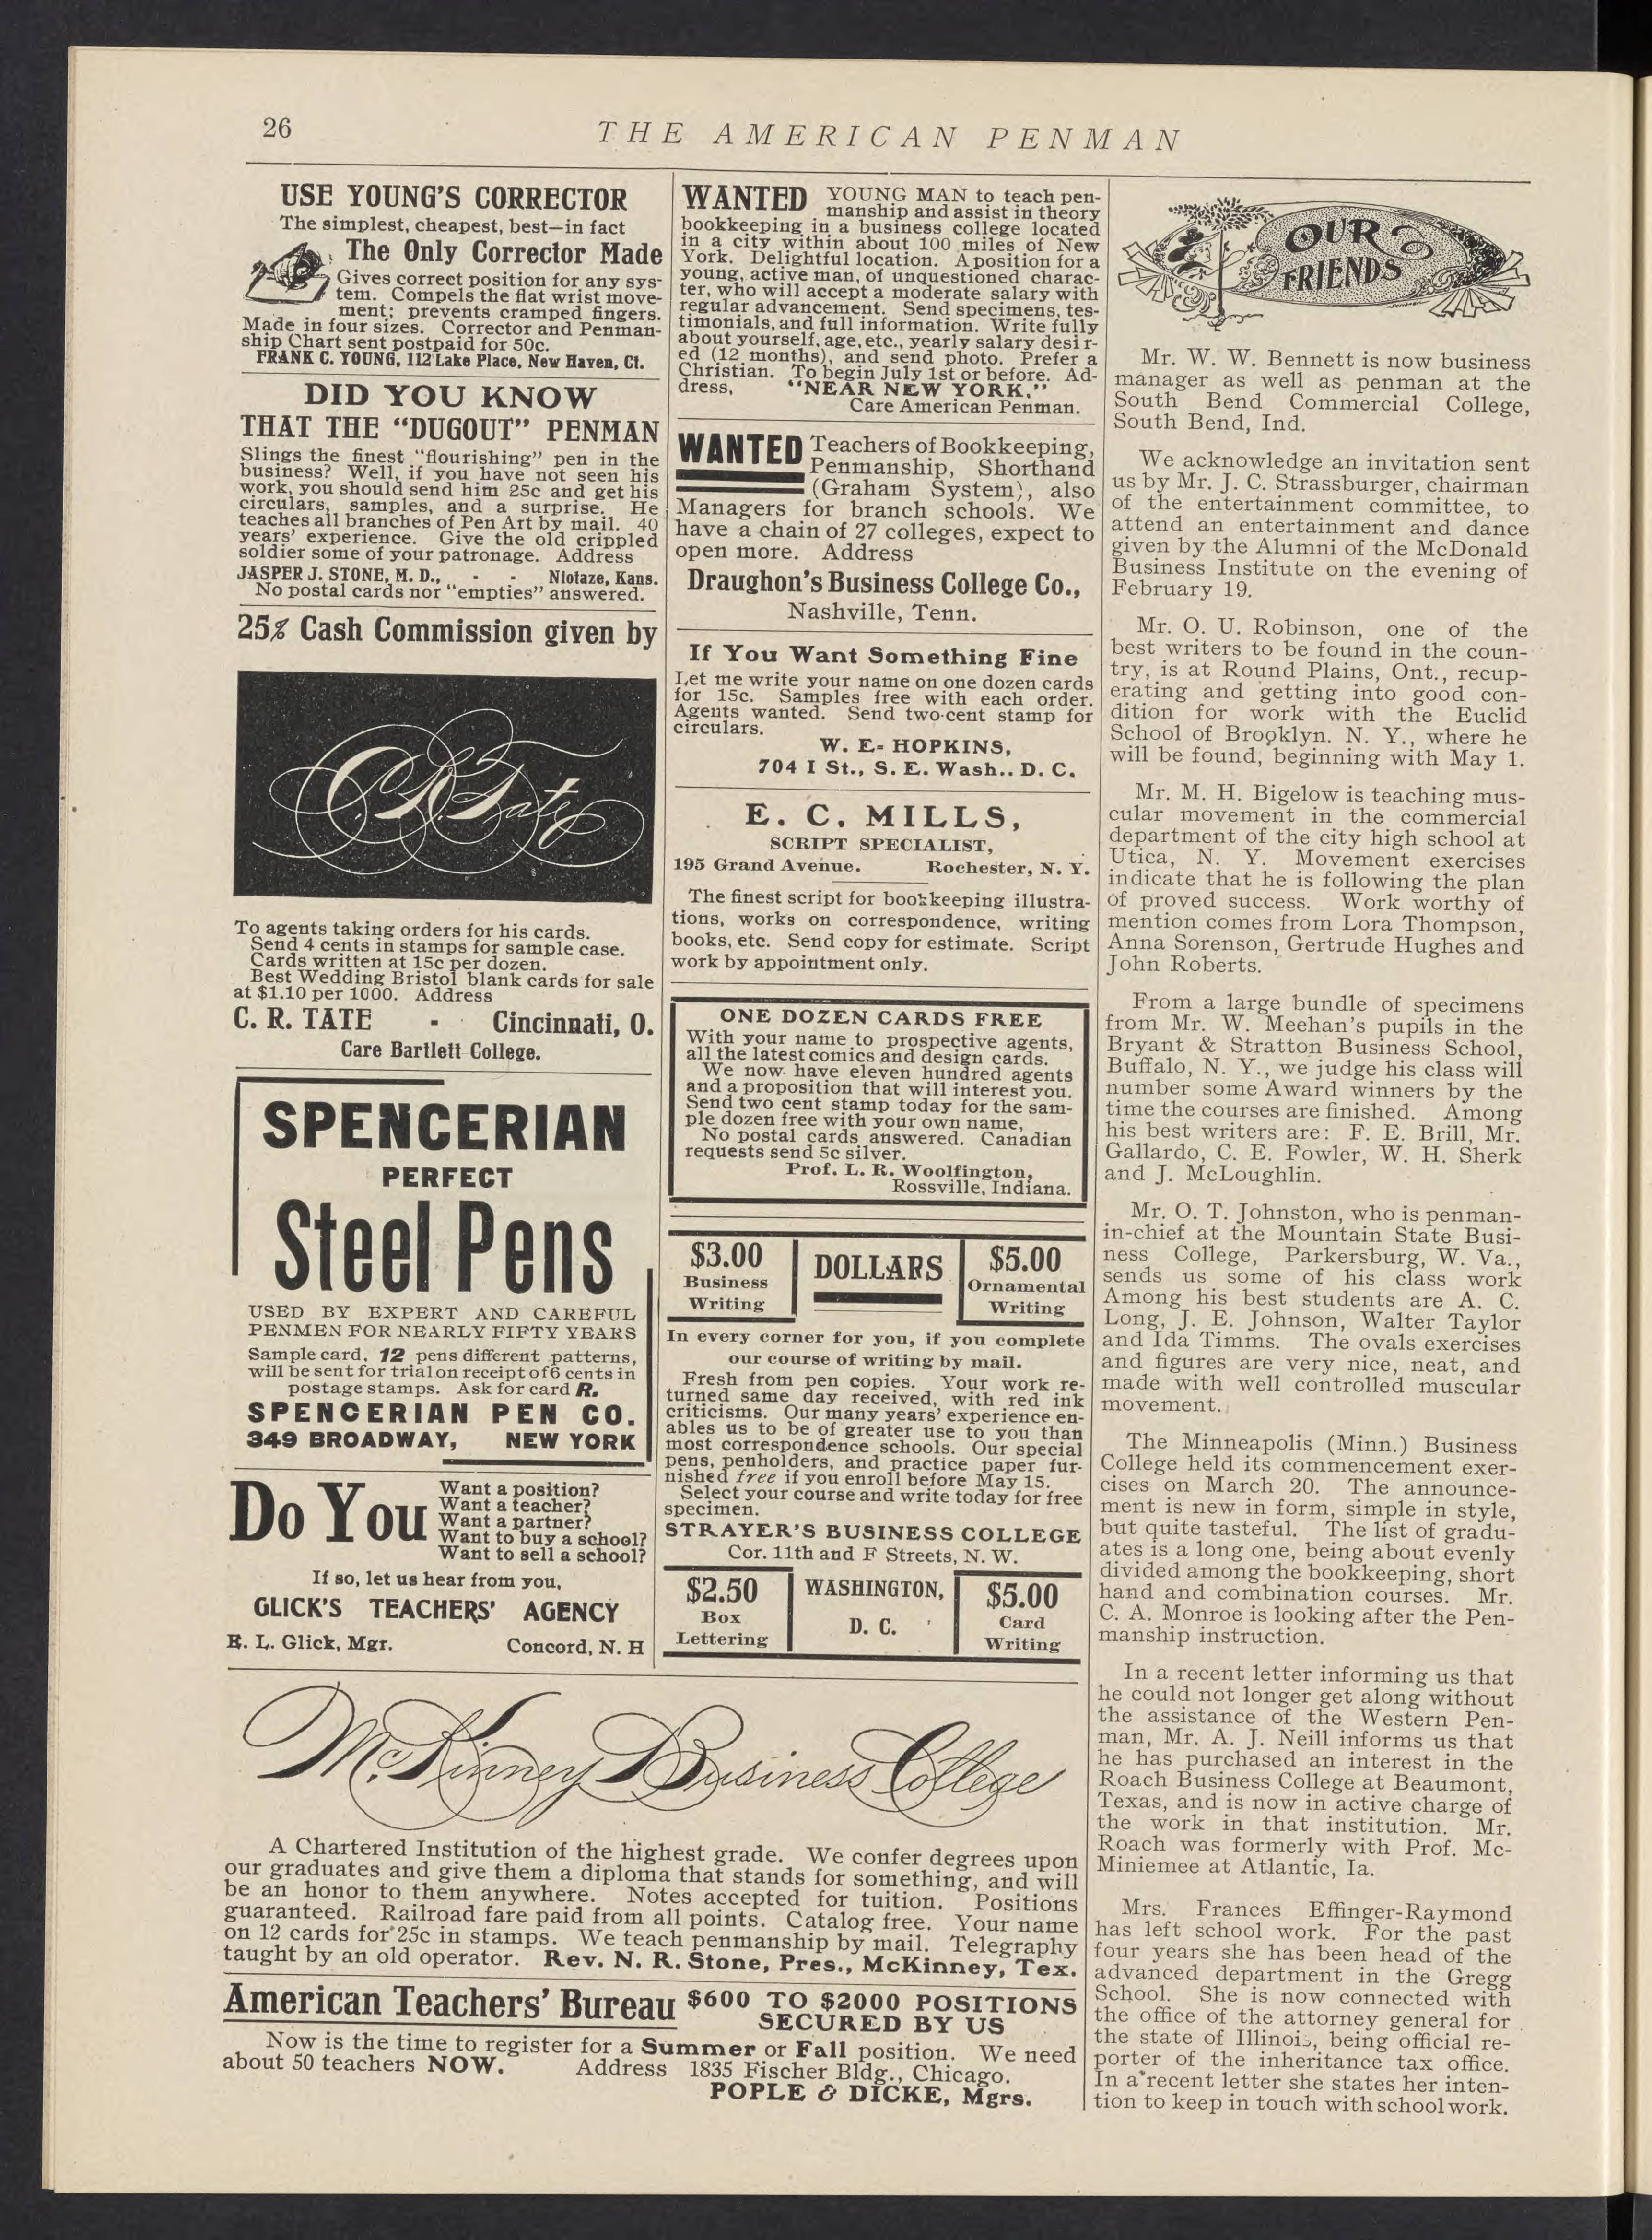 26
THE AMERICAN PENMAN
USE YOUNG'S CORRECTOR
The simplest, cheapest, best—in fact
The Only Corrector Made
Gives correct position for any sys-
tem. Compels the flat wrist move-
ment; prevents cramped fingers.
Made in four sizes. Corrector and Penman-
ship Chart sent postpaid for 50c.
FRANK C. YOUNG, 112 Lake Place, New Haven, Ct.
DID YOU KNOW
THAT THE "DUGOUT" PENMAN
Slings the finest "flourishing" pen in the
business? Well, if you have not seen his
work, you should send him 25c and get his
circulars, samples, and a surprise. He
teaches all branches of Pen Art by mail. 40
years' experience. Give the old crippled
soldier some of your patronage. Address
JASPER J. STONE, M. D., - - Niotaze, Kans.
No postal cards nor "empties" answered.
25% Cash Commission given by
C. R. Tate
To agents taking orders for his cards.
Send 4 cents in stamps for sample case.
Cards written at 15c per dozen.
Best Wedding Bristol blank cards for sale
at $1.10 per 1000. Address
C. R. TATE - Cincinnati, O.
Care Bartlett College.
SPENCERIAN
PERFECT
Steel Pens
USED BY EXPERT AND CAREFUL
PENMEN FOR NEARLY FIFTY YEARS
Sample card, 12 pens different patterns,
will be sent for trial on receipt of 6 cents in
postage stamps. Ask for card R.
SPENCERIAN PEN CO.
349 BROADWAY, NEW YORK
Do You
Want a position?
Want a teacher?
Want a partner?
Want to buy a school?
Want to sell a school?
If so, let us hear from you,
GLICK'S TEACHERS' AGENCY
E. L. Glick, Mgr. Concord, N. H
WANTED YOUNG MAN to teach pen-
manship and assist in theory
bookkeeping in a business college located
in a city within about 100 miles of New
York. Delightful location. A position for a
young, active man, of unquestioned charac-
ter, who will accept a moderate salary with
regular advancement. Send specimens, tes-
timonials, and full information. Write fully
about yourself, age, etc., yearly salary desir-
ed (12 months), and send photo. Prefer a
Christian. To begin July 1st or before. Ad-
dress, "NEAR NEW YORK."
Care American Penman.
WANTED Teachers of Bookkeeping,
Penmanship, Shorthand
(Graham System), also
Managers for branch schools. We
have a chain of 27 colleges, expect to
open more. Address
Draughon's Business College Co.,
Nashville, Tenn.
If You Want Something Fine
Let me write your name on one dozen cards
for 15c. Samples free with each order.
Agents wanted. Send two-cent stamp for
circulars.
W. E- HOPKINS,
704 I St., S. E. Wash.. D. C.
E. C. MILLS,
SCRIPT SPECIALIST,
195 Grand Avenue. Rochester, N. Y.
The finest script for bookkeeping illustra-
tions, works on correspondence, writing
books, etc. Send copy for estimate. Script
work by appointment only.
ONE DOZEN CARDS FREE
With your name to prospective agents,
all the latest comics and design cards.
We now have eleven hundred agents
and a proposition that will interest you.
Send two cent stamp today for the sam-
ple dozen free with your own name,
No postal cards answered. Canadian
requests send 5c silver.
Prof. L. R. Woolfington,
Rossville, Indiana.
$3.00
Business
Writing
DOLLARS
$5.00
Ornamental
Writing
In every corner for you, if you complete
our course of writing by mail.
Fresh from pen copies. Your work re-
turned same day received, with red ink
criticisms. Our many years' experience en-
ables us to be of greater use to you than
most correspondence schools. Our special
pens, penholders, and practice paper fur-
nished free if you enroll before May 15.
Select your course and write today for free
specimen.
STRAYER'S BUSINESS COLLEGE
Cor. 11th and F Streets, N. W.
$2.50
Box
Lettering
WASHINGTON,
D. C.
$5.00
Card
Writing
McKinney Business College
A Chartered Institution of the highest grade. We confer degrees upon
our graduates and give them a diploma that stands for something, and will
be an honor to them anywhere. Notes accepted for tuition. Positions
guaranteed. Railroad fare paid from all points. Catalog free. Your name
on 12 cards for 25c in stamps. We teach penmanship by mail. Telegraphy
taught by an old operator. Rev. N. R. Stone, Pres., McKinney, Tex.
American Teachers' Bureau $600 TO $2000 POSITIONS
SECURED BY US
Now is the time to register for a Summer or Fall position. We need
about 50 teachers NOW. Address 1835 Fischer Bldg., Chicago.
POPLE & DICKE, Mgrs.
OUR
FRIENDS
Mr. W. W. Bennett is now business
manager as well as penman at the
South Bend Commercial College,
South Bend, Ind.
We acknowledge an invitation sent
us by Mr. J. C. Strassburger, chairman
of the entertainment committee, to
attend an entertainment and dance
given by the Alumni of the McDonald
Business Institute on the evening of
February 19.
Mr. O. U. Robinson, one of the
best writers to be found in the coun-
try, is at Round Plains, Ont., recup-
erating and getting into good con-
dition for work with the Euclid
School of Brooklyn. N. Y., where he
will be found, beginning with May 1.
Mr. M. H. Bigelow is teaching mus-
cular movement in the commercial
department of the city high school at
Utica, N. Y. Movement exercises
indicate that he is following the plan
of proved success. Work worthy of
mention comes from Lora Thompson,
Anna Sorenson, Gertrude Hughes and
John Roberts.
From a large bundle of specimens
from Mr. W. Meehan's pupils in the
Bryant & Stratton Business School,
Buffalo, N. Y., we judge his class will
number some Award winners by the
time the courses are finished. Among
his best writers are: F. E. Brill, Mr.
Gallardo, C. E. Fowler, W. H. Sherk
and J. McLoughlin.
Mr. O. T. Johnston, who is penman-
in-chief at the Mountain State Busi-
ness College, Parkersburg, W. Va.,
sends us some of his class work
Among his best students are A. C.
Long, J. E. Johnson, Walter Taylor
and Ida Timms. The ovals exercises
and figures are very nice, neat, and
made with well controlled muscular
movement.
The Minneapolis (Minn.) Business
College held its commencement exer-
cises on March 20. The announce-
ment is new in form, simple in style,
but quite tasteful. The list of gradu-
ates is a long one, being about evenly
divided among the bookkeeping, short
hand and combination courses. Mr.
C. A. Monroe is looking after the Pen-
manship instruction.
In a recent letter informing us that
he could not longer get along without
the assistance of the Western Pen-
man, Mr. A. J. Neill informs us that
he has purchased an interest in the
Roach Business College at Beaumont,
Texas, and is now in active charge of
the work in that institution. Mr.
Roach was formerly with Prof. Mc-
Miniemee at Atlantic, Ia.
Mrs. Frances Effinger-Raymond
has left school work. For the past
four years she has been head of the
advanced department in the Gregg
School. She is now connected with
the office of the attorney general for
the state of Illinois, being official re-
porter of the inheritance tax office.
In a recent letter she states her inten-
tion to keep in touch with school work.